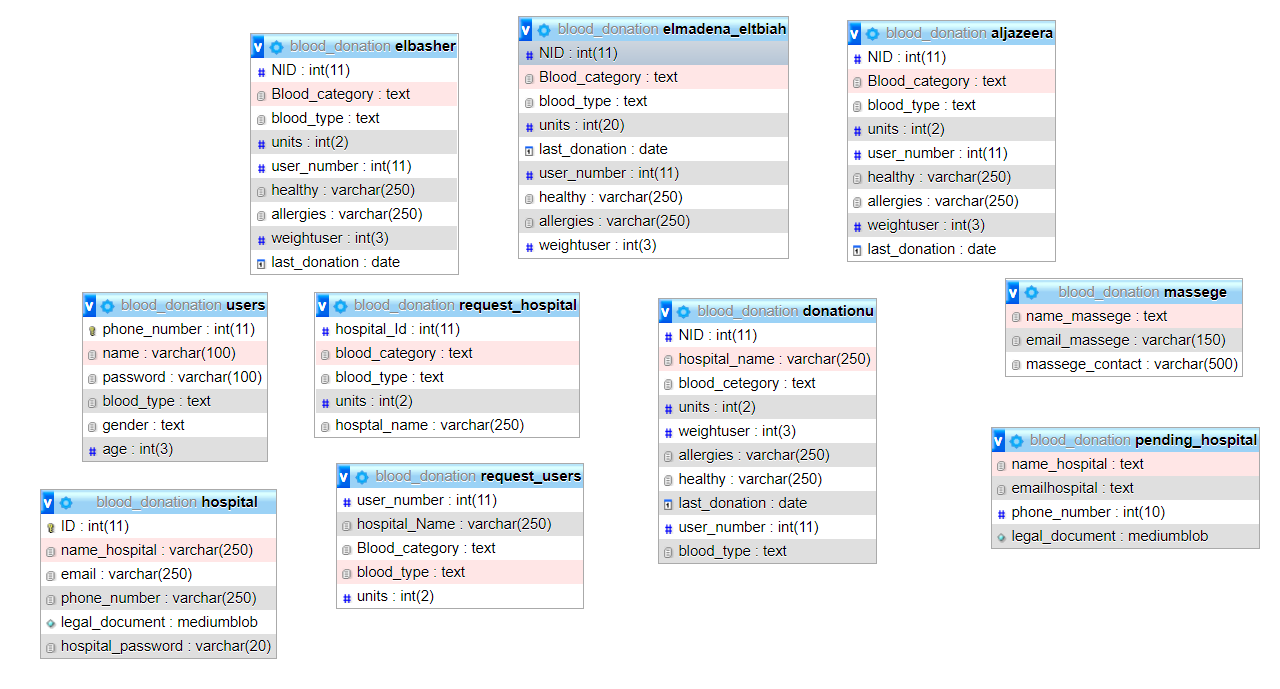 v blood_donation elbasher
NID : int(11)
Blood_category : text
blood_type : text
units : int(2)
user_number : int(11)
healthy : varchar(250)
allergies : varchar(250)
weightuser : int(3)
last_donation : date
v blood_donation elmadena_eltbiah
NID : int(11)
Blood_category : text
blood_type : text
units : int(20)
last_donation : date
user_number : int(11)
healthy : varchar(250)
allergies : varchar(250)
weightuser : int(3)
v blood_donation aljazeera
NID : int(11)
Blood_category : text
blood_type : text
units : int(2)
user_number : int(11)
healthy : varchar(250)
allergies : varchar(250)
weightuser : int(3)
last_donation : date
v blood_donation users
phone_number : int(11)
name : varchar(100)
password : varchar(100)
blood_type : text
gender : text
age : int(3)
v blood_donation request_hospital
hospital_Id : int(11)
blood_category : text
blood_type : text
units : int(2)
hosptal_name : varchar(250)
v blood_donation donationu
NID : int(11)
hospital_name : varchar(250)
blood_cetegory : text
units : int(2)
weightuser : int(3)
allergies : varchar(250)
healthy : varchar(250)
last_donation : date
user_number : int(11)
blood_type : text
v blood_donation massege
name_massege : text
email_massege : varchar(150)
massege_contact : varchar(500)
v blood_donation hospital
ID : int(11)
name_hospital : varchar(250)
email : varchar(250)
phone_number : varchar(250)
legal_document : mediumblob
hospital_password : varchar(20)
v blood_donation request_users
user_number : int(11)
hospital_Name : varchar(250)
Blood_category : text
blood_type : text
units : int(2)
v blood_donation pending_hospital
name_hospital : text
emailhospital : text
phone_number : int(10)
legal_document : mediumblob